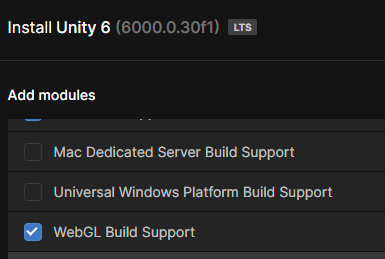 Install Unity 6 (6000.0.30f1) LTS
Add modules
Mac Dedicated Server Build Support
Universal Windows Platform Build Support
WebGL Build Support